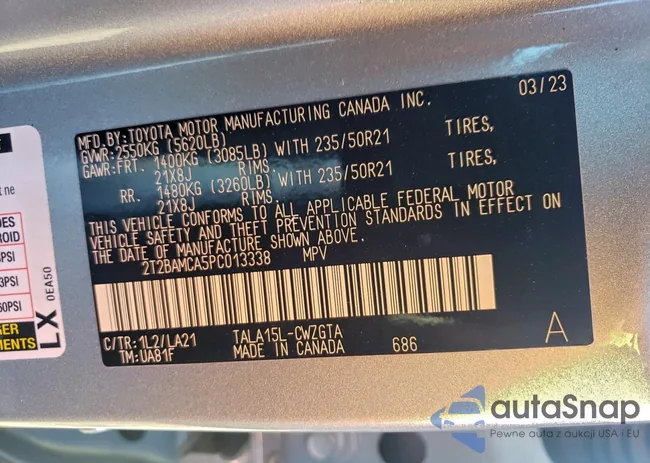 03/23
MFD.BY:TOYOTA MOTOR MANUFACTURING CANADA INC.
GVWR:2550KG (5620LB)
GAWR:FRT. 1400KG (3085LB) WITH 235/50R21 TIRES,
21X8J RIMS.
RR. 1480KG (3260LB) WITH 235/50R21 TIRES,
21X8J RIMS.
THIS VEHICLE CONFORMS TO ALL APPLICABLE FEDERAL MOTOR
VEHICLE SAFETY AND THEFT PREVENTION STANDARDS IN EFFECT ON
THE DATE OF MANUFACTURE SHOWN ABOVE.
2T2BAMCA5PC013338 MPV
C/TR:1L2/LA21 TALA15L-CWZGTA A
TM:UA81F MADE IN CANADA 686
LX 0EA50
autaSnap
Pewne auta z aukcji USA i EU